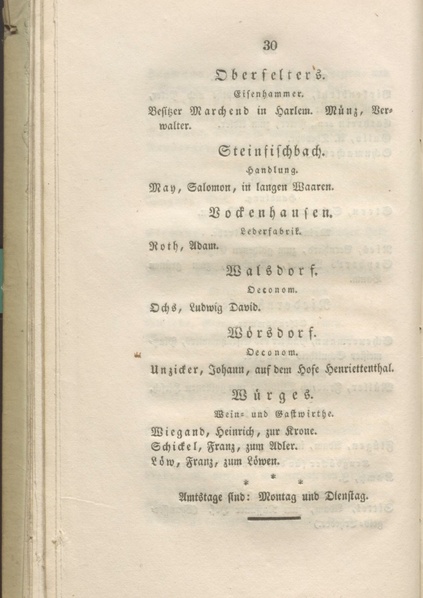 30
Oberselters.
Eisenhammer.
Besitzer Marchend in Harlem. Münz, Ver=
walter.
Steinfischbach.
Handlung.
May, Salomon, in langen Waaren.
Vockenhausen.
Lederfabrik.
Roth, Adam.
Walsdorf.
Oeconom.
Ochs, Ludwig David.
Wörsdorf.
Oeconom.
Unzicker, Johann, auf dem Hofe Henriettenthal.
Würges.
Wein= und Gastwirthe.
Wiegand, Heinrich, zur Krone.
Schickel, Franz, zum Adler.
Löw, Franz, zum Löwen.
* * *
Amtstage sind: Montag und Dienstag.